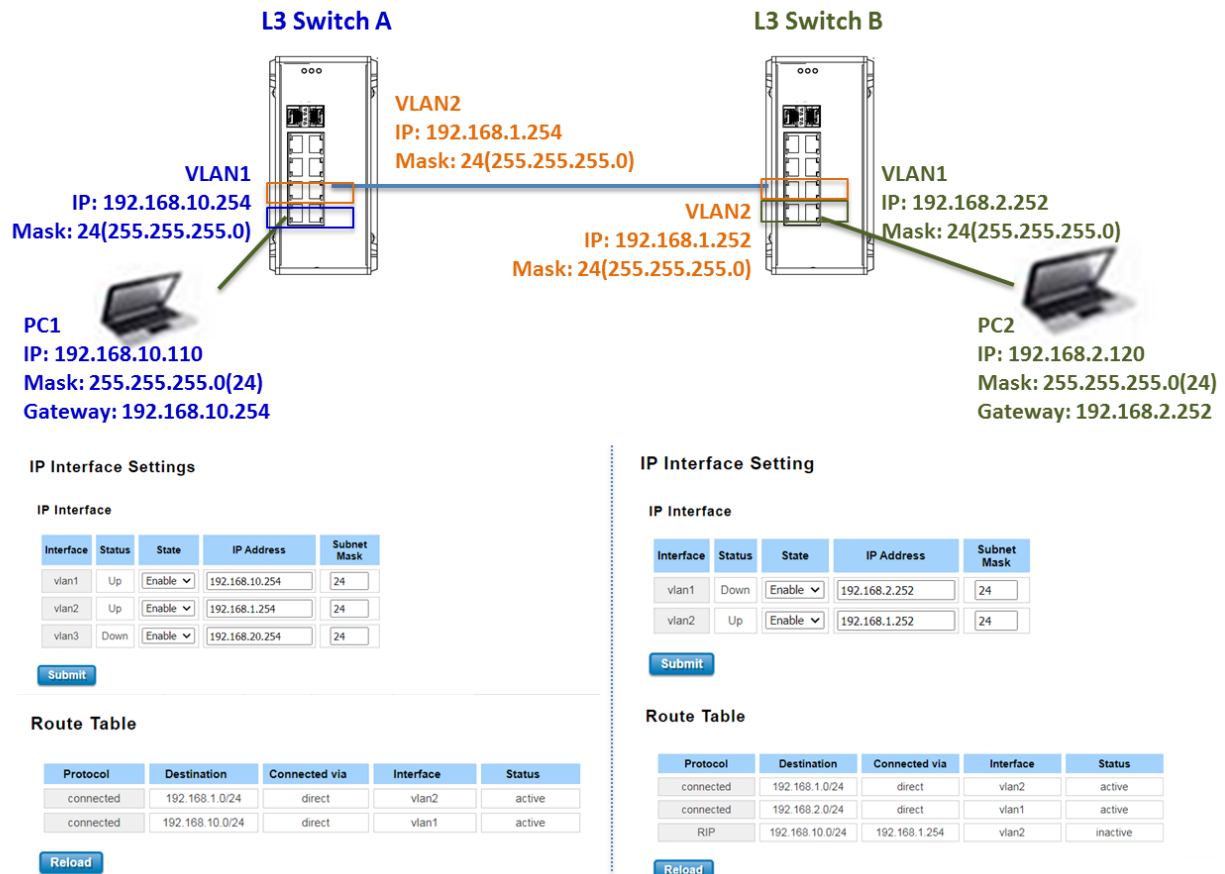 L3 Switch A
L3 Switch B
VLAN2
IP: 192.168.1.254
Mask: 24(255.255.255.0)
VLAN1
IP: 192.168.10.254
Mask: 24(255.255.255.0)
VLAN2
IP: 192.168.1.252
Mask: 24(255.255.255.0)
VLAN1
IP: 192.168.2.252
Mask: 24(255.255.255.0)
PC1
IP: 192.168.10.110
Mask: 255.255.255.0(24)
Gateway: 192.168.10.254
PC2
IP: 192.168.2.120
Mask: 255.255.255.0(24)
Gateway: 192.168.2.252
IP Interface Settings
IP Interface
Interface Status State IP Address Subnet Mask
vlan1 Up Enable 192.168.10.254 24
vlan2 Up Enable 192.168.1.254 24
vlan3 Down Enable 192.168.20.254 24
Submit
Route Table
Protocol Destination Connected via Interface Status
connected 192.168.1.0/24 direct vlan2 active
connected 192.168.10.0/24 direct vlan1 active
Reload
IP Interface Setting
IP Interface
Interface Status State IP Address Subnet Mask
vlan1 Down Enable 192.168.2.252 24
vlan2 Up Enable 192.168.1.252 24
Submit
Route Table
Protocol Destination Connected via Interface Status
connected 192.168.1.0/24 direct vlan2 active
connected 192.168.2.0/24 direct vlan1 active
RIP 192.168.10.0/24 192.168.1.254 vlan2 inactive
Reload